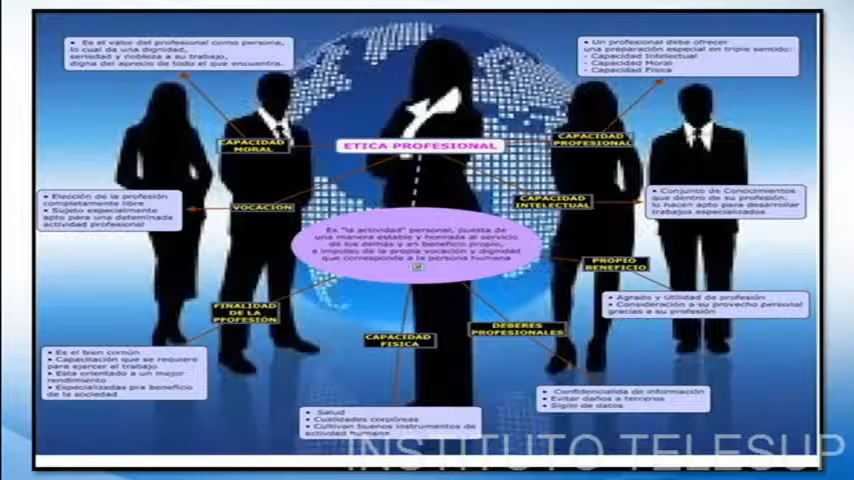 • Es el valor del profesional como persona,
lo cual da una dignidad,
seriedad y nobleza a su trabajo,
digna del aprecio de todo el que encuentra.
• Un profesional debe ofrecer
una preparación especial en triple sentido:
- Capacidad Intelectual
- Capacidad Moral
- Capacidad Física
CAPACIDAD
MORAL
ETICA PROFESIONAL
CAPACIDAD
PROFESIONAL
• Elección de la profesión
completamente libre
• Sujeto especialmente
apto para una determinada
actividad profesional
VOCACION
CAPACIDAD
INTELECTUAL
• Conjunto de Conocimientos
que dentro de su profesión,
lo hacen apto para desarrollar
trabajos especializados
Es "la actividad" personal, puesta de
una manera estable y honrada al servicio
de los demás y en beneficio propio,
a impulso de la propia vocación y dignidad
que corresponde a la persona humana
PROPIO
BENEFICIO
• Agrado y Utilidad de profesión
• Consideración a su provecho personal
gracias a su profesión
FINALIDAD
DE LA
PROFESIÓN
CAPACIDAD
FISICA
DEBERES
PROFESIONALES
• Es el bien común
• Capacitación que se requiere
para ejercer el trabajo
• Esta orientado a un mejor
rendimiento
• Especializadas pra beneficio
de la sociedad
• Salud
• Cualidades corpóreas
• Cultivan buenos instrumentos de
actividad humana
• Confidencialida de información
• Evitar daños a terceros
• Sigilo de datos
INSTITUTO TELESUP